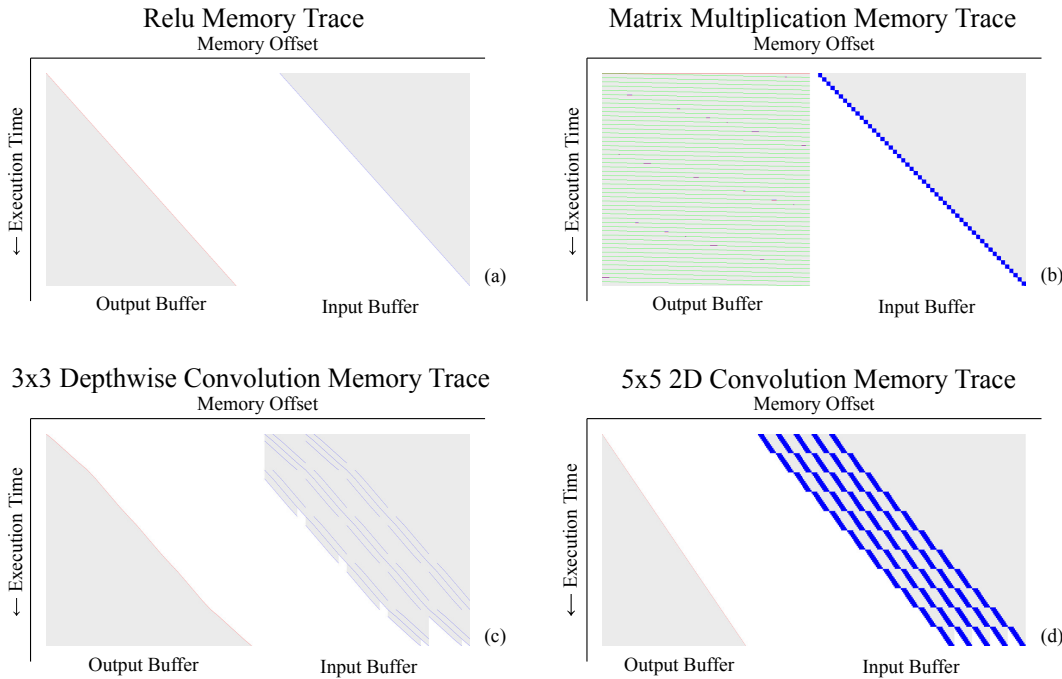 Relu Memory Trace
Memory Offset
← Execution Time
(a)
Output Buffer
Input Buffer
Matrix Multiplication Memory Trace
Memory Offset
← Execution Time
(b)
Output Buffer
Input Buffer
3x3 Depthwise Convolution Memory Trace
Memory Offset
← Execution Time
(c)
Output Buffer
Input Buffer
5x5 2D Convolution Memory Trace
Memory Offset
← Execution Time
(d)
Output Buffer
Input Buffer